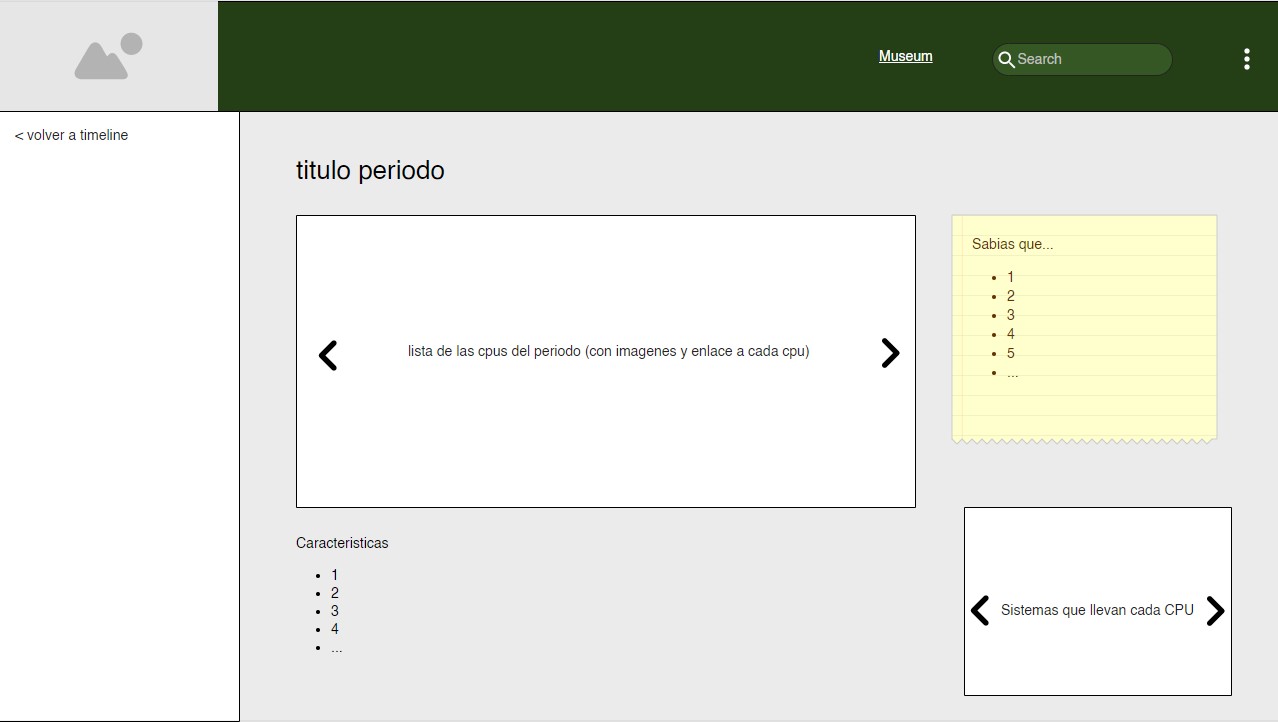 Museum
Search
< volver a timeline
titulo periodo
lista de las cpus del periodo (con imagenes y enlace a cada cpu)
Sabias que...
1
2
3
4
5
...
Caracteristicas
1
2
3
4
...
Sistemas que llevan cada CPU